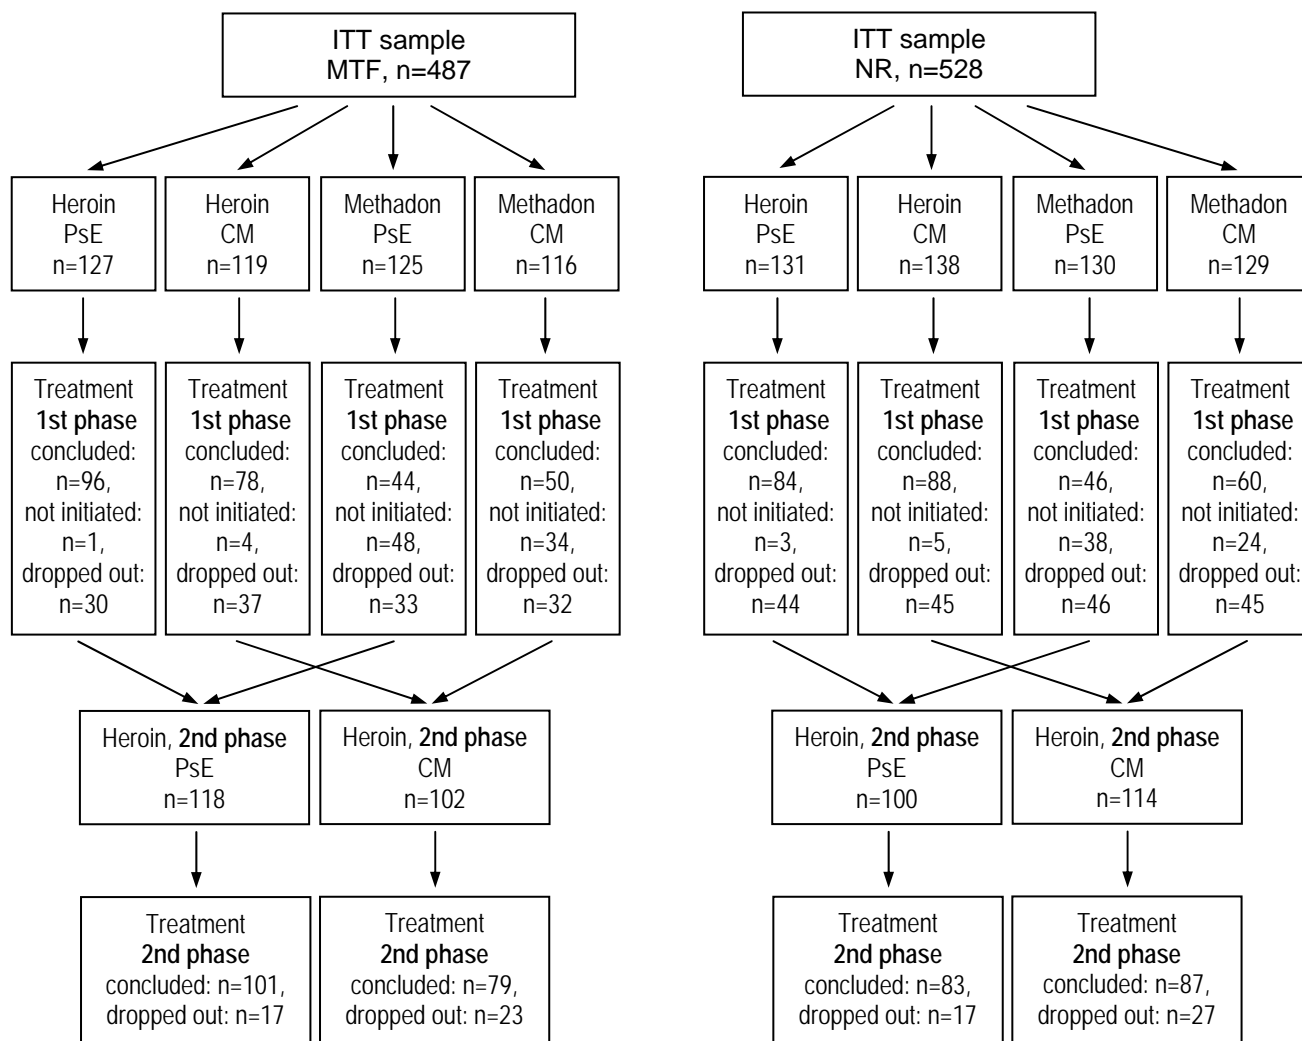 ITT sample
MTF, n=487
ITT sample
NR, n=528
Heroin
PsE
n=127
Heroin
CM
n=119
Methadon
PsE
n=125
Methadon
CM
n=116
Heroin
PsE
n=131
Heroin
CM
n=138
Methadon
PsE
n=130
Methadon
CM
n=129
Treatment
1st phase
concluded:
n=96,
not initiated:
n=1,
dropped out:
n=30
Treatment
1st phase
concluded:
n=78,
not initiated:
n=4,
dropped out:
n=37
Treatment
1st phase
concluded:
n=44,
not initiated:
n=48,
dropped out:
n=33
Treatment
1st phase
concluded:
n=50,
not initiated:
n=34,
dropped out:
n=32
Treatment
1st phase
concluded:
n=84,
not initiated:
n=3,
dropped out:
n=44
Treatment
1st phase
concluded:
n=88,
not initiated:
n=5,
dropped out:
n=45
Treatment
1st phase
concluded:
n=46,
not initiated:
n=38,
dropped out:
n=46
Treatment
1st phase
concluded:
n=60,
not initiated:
n=24,
dropped out:
n=45
Heroin, 2nd phase
PsE
n=118
Heroin, 2nd phase
CM
n=102
Heroin, 2nd phase
PsE
n=100
Heroin, 2nd phase
CM
n=114
Treatment
2nd phase
concluded: n=101,
dropped out: n=17
Treatment
2nd phase
concluded: n=79,
dropped out: n=23
Treatment
2nd phase
concluded: n=83,
dropped out: n=17
Treatment
2nd phase
concluded: n=87,
dropped out: n=27